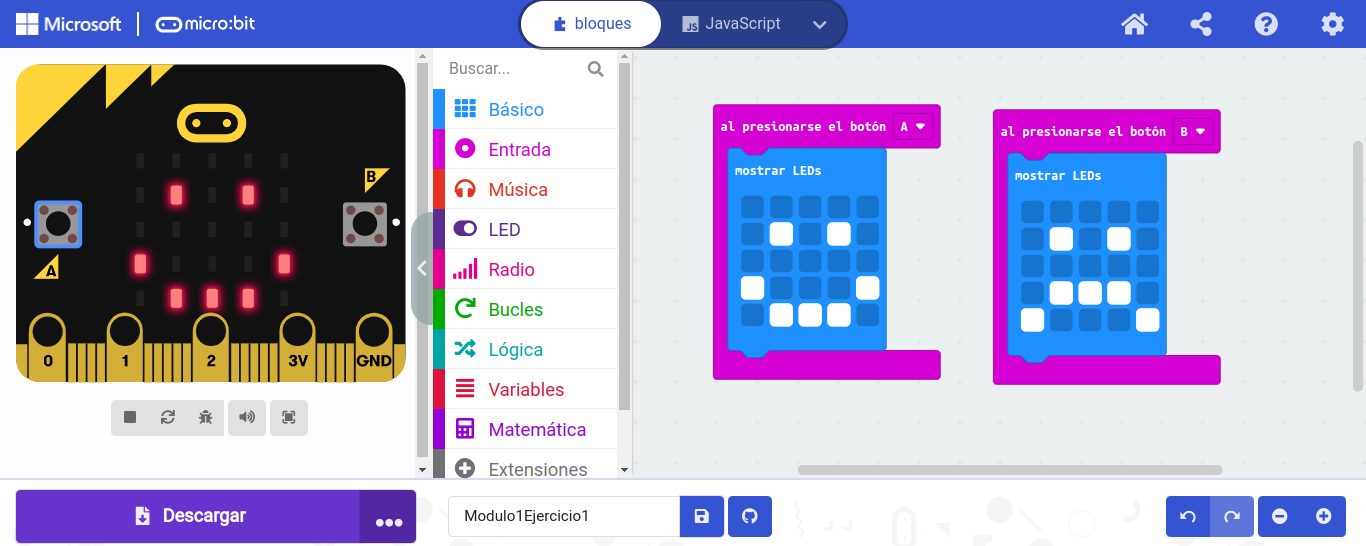 Microsoft
micro:bit
bloques
JS JavaScript
B
A
0 1 2 3V GND
Buscar...
Básico
Entrada
Música
LED
Radio
Bucles
Lógica
Variables
Matemática
Extensiones
al presionarse el botón A
mostrar LEDs
al presionarse el botón B
mostrar LEDs
Descargar
Modulo1Ejercicio1